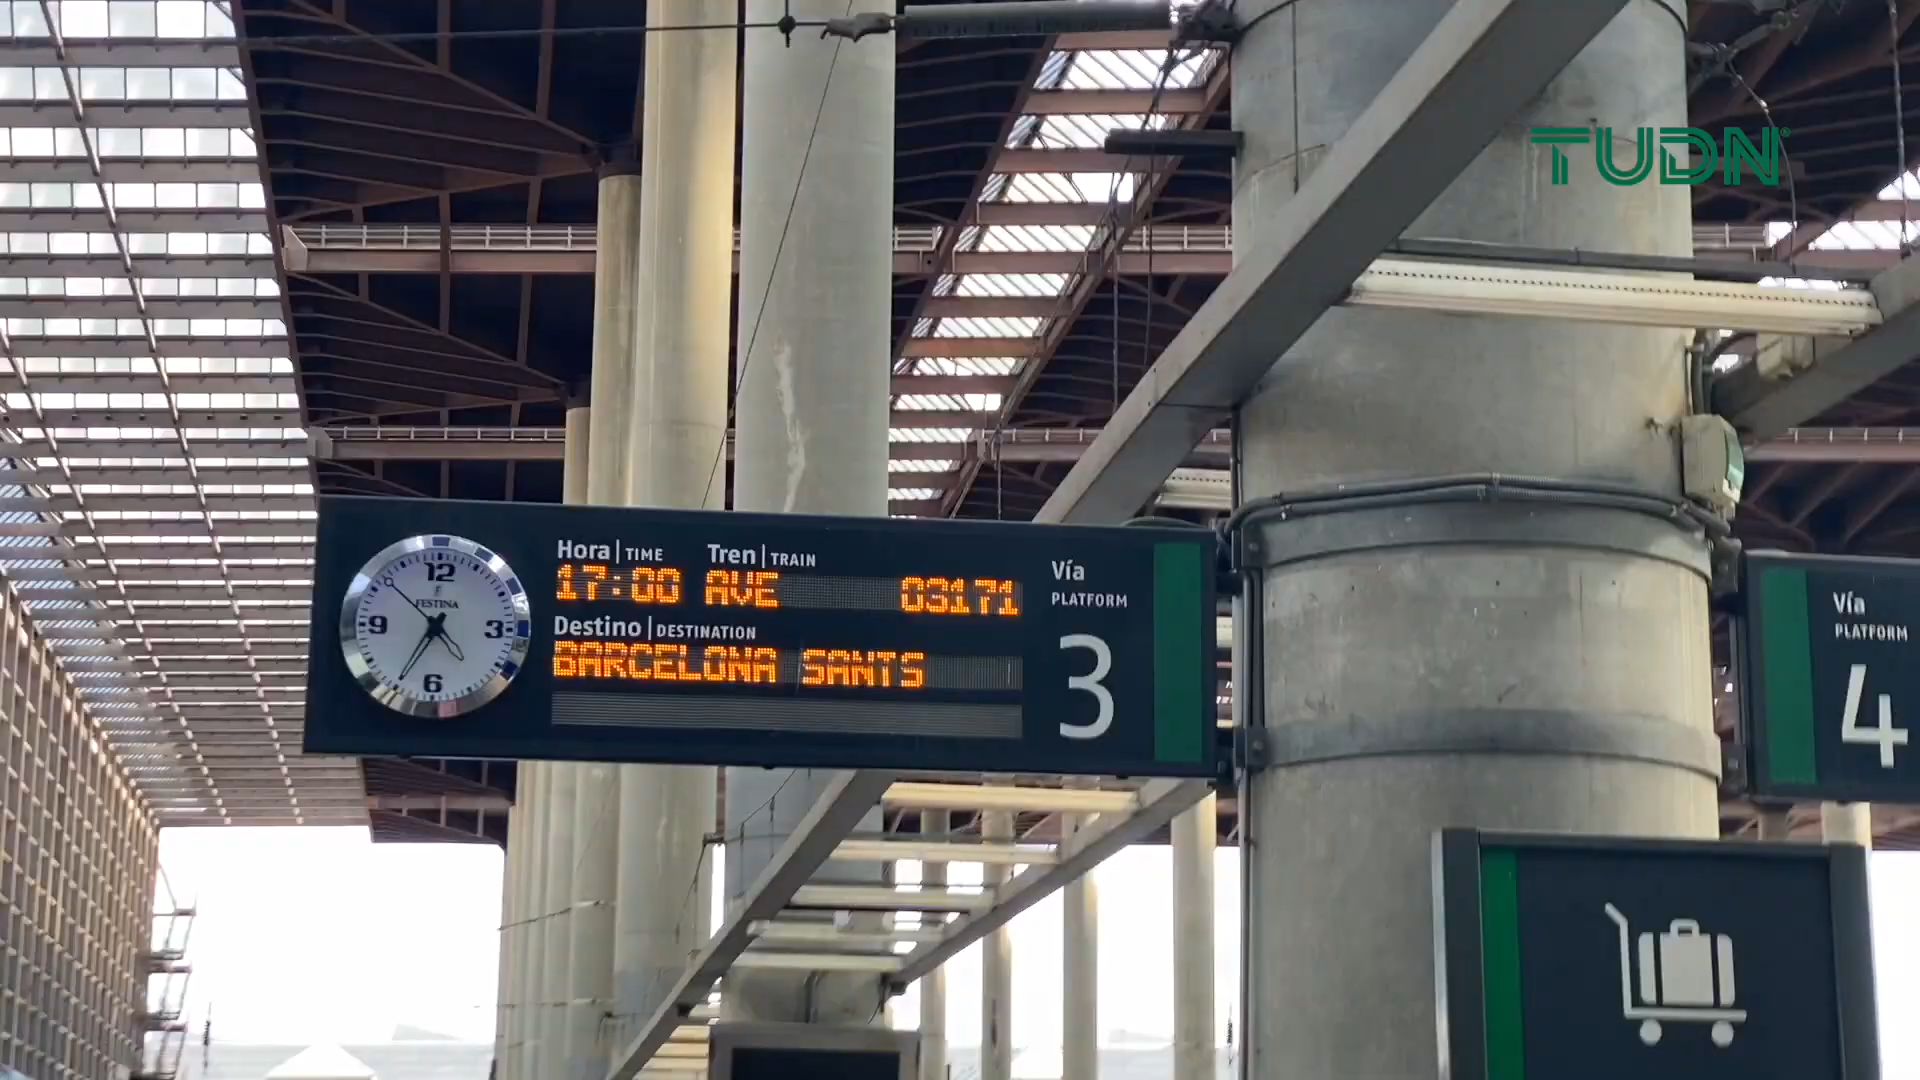 TUDN
Hora | TIME Tren | TRAIN
17:00 AVE 03171
Destino | DESTINATION
BARCELONA SANTS
Vía
PLATFORM
3
12
FESTINA
9 3
6
Vía
PLATFORM
4